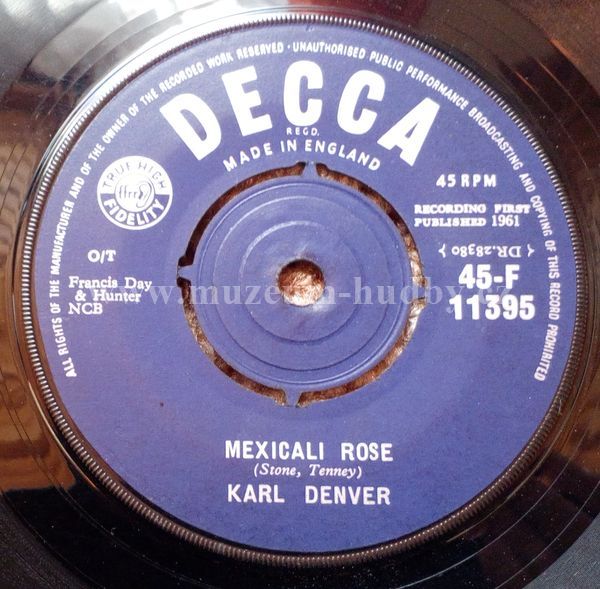 ALL RIGHTS OF THE MANUFACTURER AND OF THE OWNER OF THE RECORDED WORK RESERVED · UNAUTHORISED PUBLIC PERFORMANCE BROADCASTING AND COPYING OF THIS RECORD PROHIBITED
DECCA
REGD.
MADE IN ENGLAND
TRUE HIGH
ffrr
FIDELITY
45 RPM
RECORDING FIRST
PUBLISHED 1961
O/T
(DR.28380)
Francis Day
& Hunter
NCB
45-F
11395
www.muzeum-hudby.cz
MEXICALI ROSE
(Stone, Tenney)
KARL DENVER